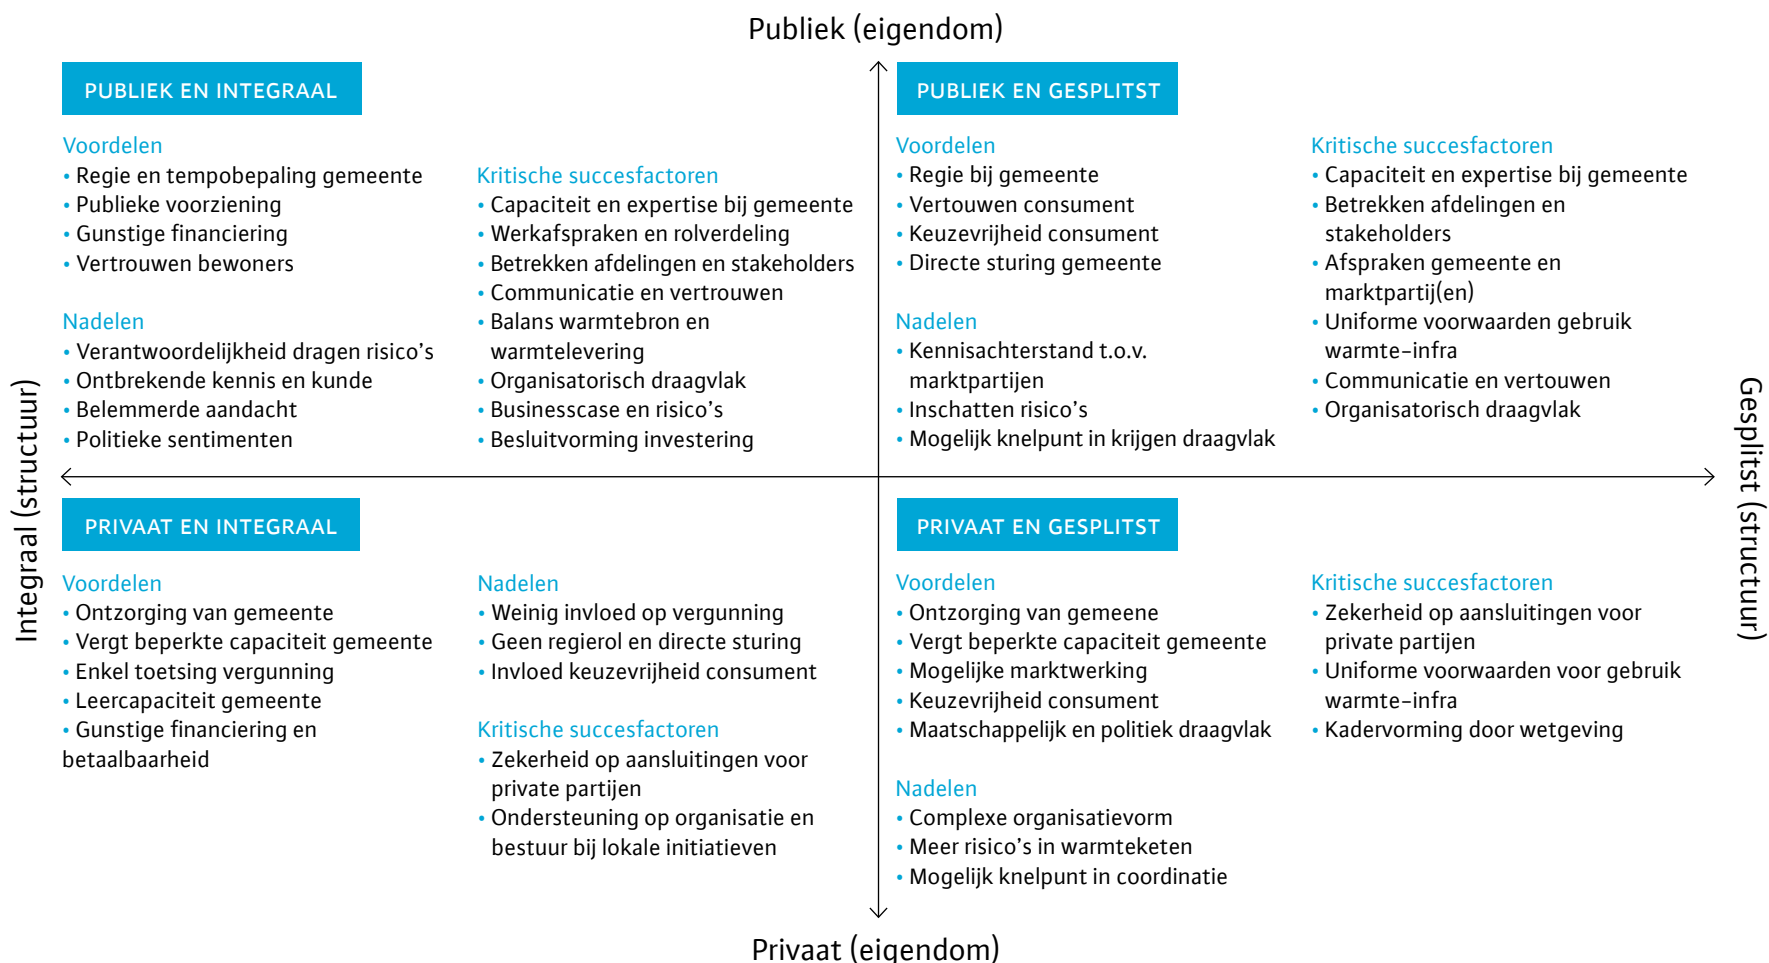 Publiek (eigendom)
PUBLIEK EN INTEGRAAL
Voordelen
• Regie en tempobepaling gemeente
• Publieke voorziening
• Gunstige financiering
• Vertrouwen bewoners
Nadelen
• Verantwoordelijkheid dragen risico’s
• Ontbrekende kennis en kunde
• Belemmerde aandacht
• Politieke sentimenten
Kritische succesfactoren
• Capaciteit en expertise bij gemeente
• Werkafspraken en rolverdeling
• Betrekken afdelingen en stakeholders
• Communicatie en vertrouwen
• Balans warmtebron en
warmtelevering
• Organisatorisch draagvlak
• Businesscase en risico’s
• Besluitvorming investering
PUBLIEK EN GESPLITST
Voordelen
• Regie bij gemeente
• Vertouwen consument
• Keuzevrijheid consument
• Directe sturing gemeente
Nadelen
• Kennisachterstand t.o.v.
marktpartijen
• Inschatten risico’s
• Mogelijk knelpunt in krijgen draagvlak
Kritische succesfactoren
• Capaciteit en expertise bij gemeente
• Betrekken afdelingen en
stakeholders
• Afspraken gemeente en
marktpartij(en)
• Uniforme voorwaarden gebruik
warmte-infra
• Communicatie en vertouwen
• Organisatorisch draagvlak
Integraal (structuur)
Gesplitst (structuur)
PRIVAAT EN INTEGRAAL
Voordelen
• Ontzorging van gemeente
• Vergt beperkte capaciteit gemeente
• Enkel toetsing vergunning
• Leercapaciteit gemeente
• Gunstige financiering en
betaalbaarheid
Nadelen
• Weinig invloed op vergunning
• Geen regierol en directe sturing
• Invloed keuzevrijheid consument
Kritische succesfactoren
• Zekerheid op aansluitingen voor
private partijen
• Ondersteuning op organisatie en
bestuur bij lokale initiatieven
PRIVAAT EN GESPLITST
Voordelen
• Ontzorging van gemeene
• Vergt beperkte capaciteit gemeente
• Mogelijke marktwerking
• Keuzevrijheid consument
• Maatschappelijk en politiek draagvlak
Nadelen
• Complexe organisatievorm
• Meer risico’s in warmteketen
• Mogelijk knelpunt in coordinatie
Kritische succesfactoren
• Zekerheid op aansluitingen voor
private partijen
• Uniforme voorwaarden voor gebruik
warmte-infra
• Kadervorming door wetgeving
Privaat (eigendom)